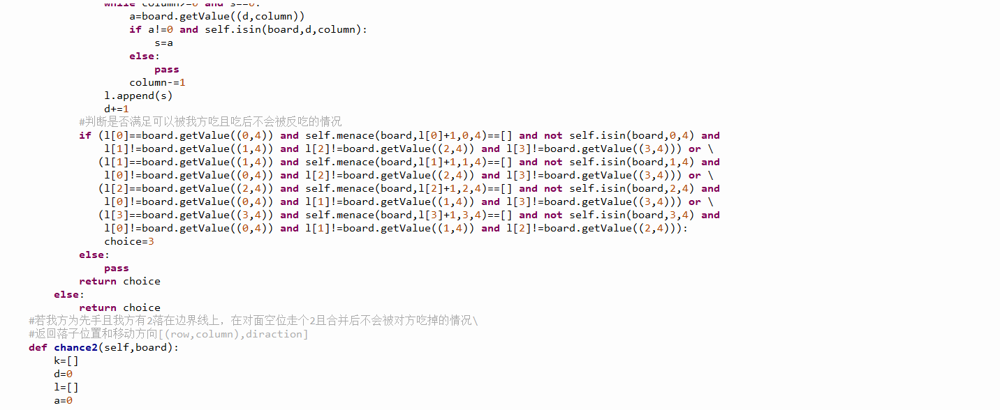 while column>=0 and s==0:
a=board.getValue((d,column))
if a!=0 and self.isin(board,d,column):
s=a
else:
pass
column-=1
l.append(s)
d+=1
#判断是否满足可以被我方吃且吃后不会被反吃的情况
if (l[0]==board.getValue((0,4)) and self.menace(board,l[0]+1,0,4)==[] and not self.isin(board,0,4) and
l[1]!=board.getValue((1,4)) and l[2]!=board.getValue((2,4)) and l[3]!=board.getValue((3,4))) or \
(l[1]==board.getValue((1,4)) and self.menace(board,l[1]+1,1,4)==[] and not self.isin(board,1,4) and
l[0]!=board.getValue((0,4)) and l[2]!=board.getValue((2,4)) and l[3]!=board.getValue((3,4))) or \
(l[2]==board.getValue((2,4)) and self.menace(board,l[2]+1,2,4)==[] and not self.isin(board,2,4) and
l[0]!=board.getValue((0,4)) and l[1]!=board.getValue((1,4)) and l[3]!=board.getValue((3,4))) or \
(l[3]==board.getValue((3,4)) and self.menace(board,l[3]+1,3,4)==[] and not self.isin(board,3,4) and
l[0]!=board.getValue((0,4)) and l[1]!=board.getValue((1,4)) and l[2]!=board.getValue((2,4))):
choice=3
else:
pass
return choice
else:
return choice
#若我方为先手且我方有2落在边界线上，在对面空位走个2且合并后不会被对方吃掉的情况\
#返回落子位置和移动方向[(row,column),diraction]
def chance2(self,board):
k=[]
d=0
l=[]
a=0